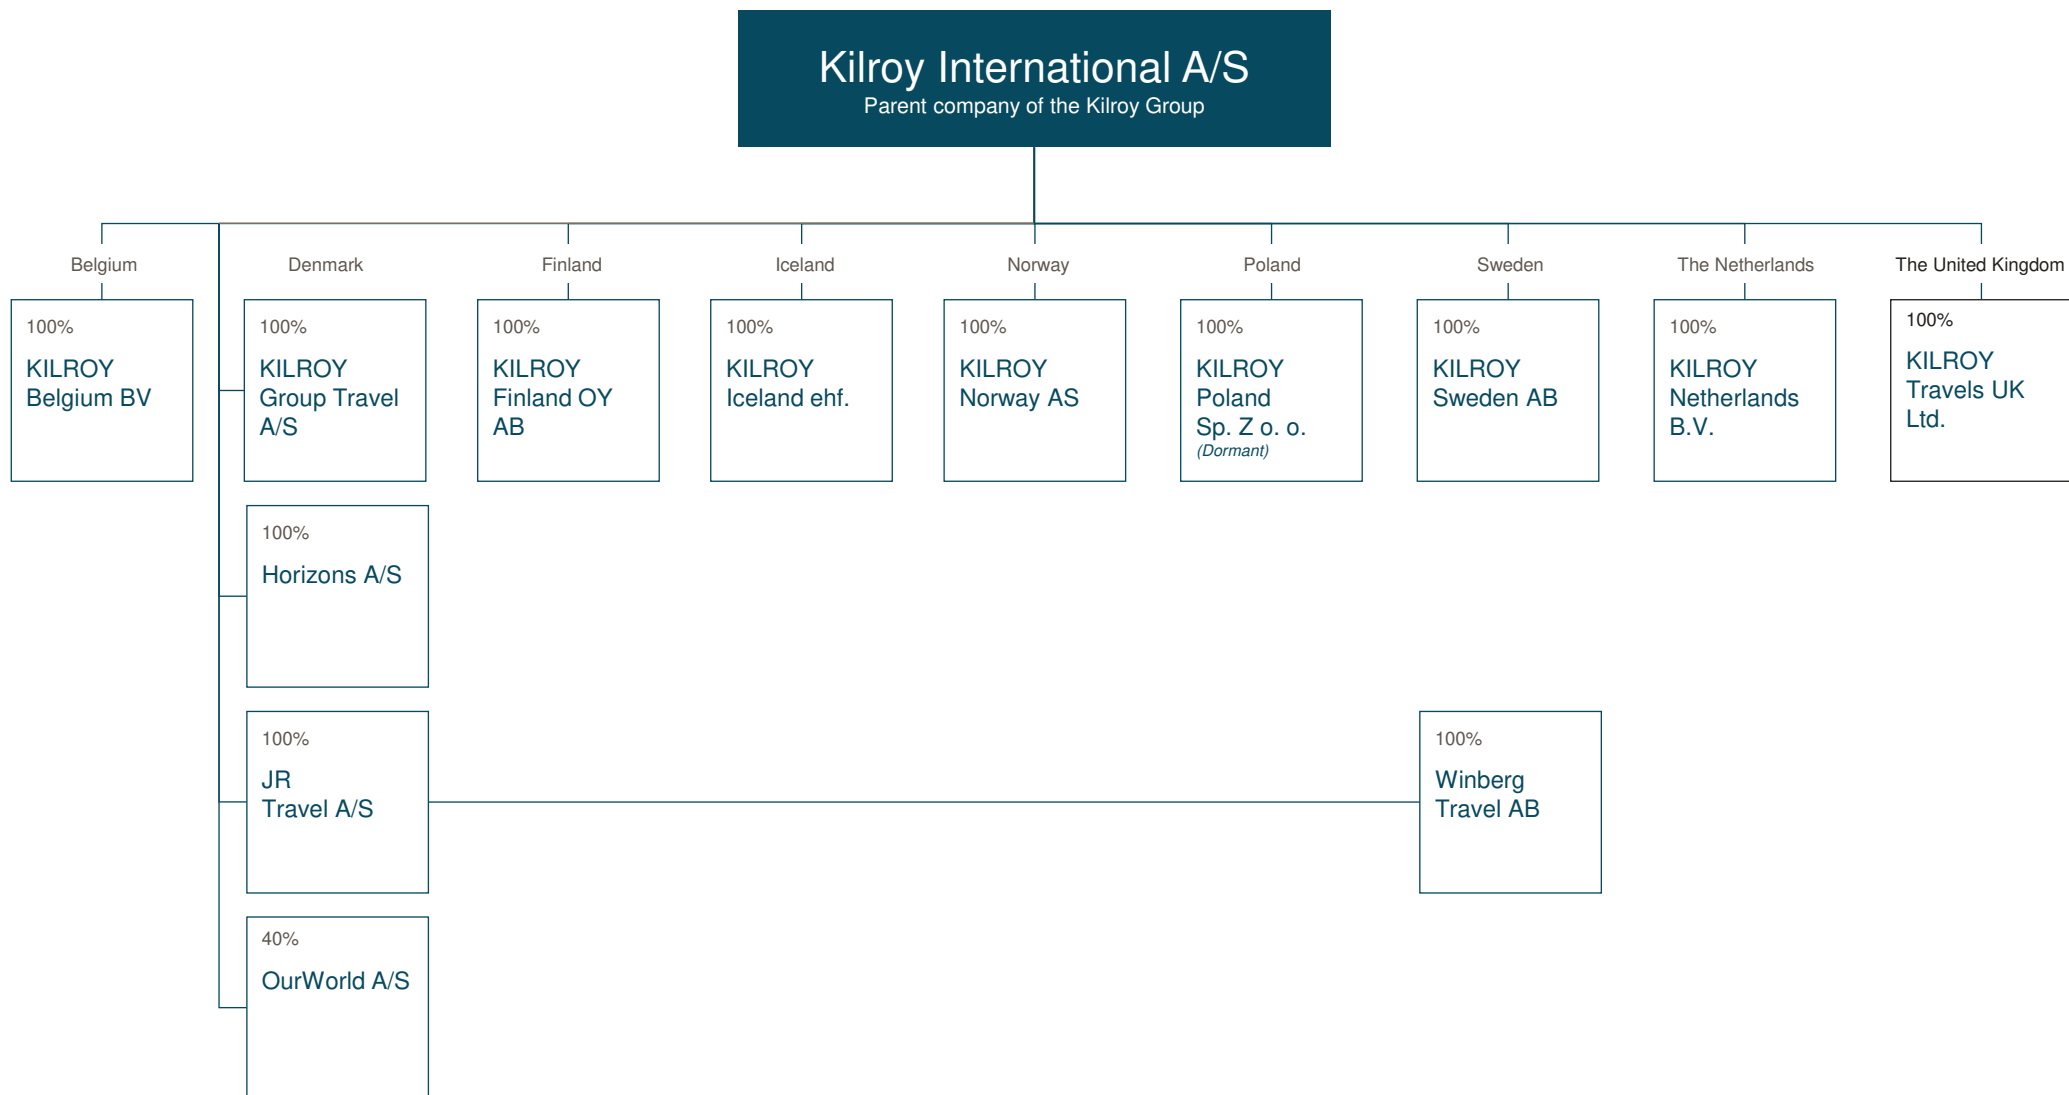 Kilroy International A/S
Parent company of the Kilroy Group
Belgium
Denmark
Finland
Iceland
Norway
Poland
Sweden
The Netherlands
The United Kingdom
100%
KILROY
Belgium BV
100%
KILROY
Group Travel
A/S
100%
KILROY
Finland OY
AB
100%
KILROY
Iceland ehf.
100%
KILROY
Norway AS
100%
KILROY
Poland
Sp. Z o. o.
(Dormant)
100%
KILROY
Sweden AB
100%
KILROY
Netherlands
B.V.
100%
KILROY
Travels UK
Ltd.
100%
Horizons A/S
100%
JR
Travel A/S
100%
Winberg
Travel AB
40%
OurWorld A/S